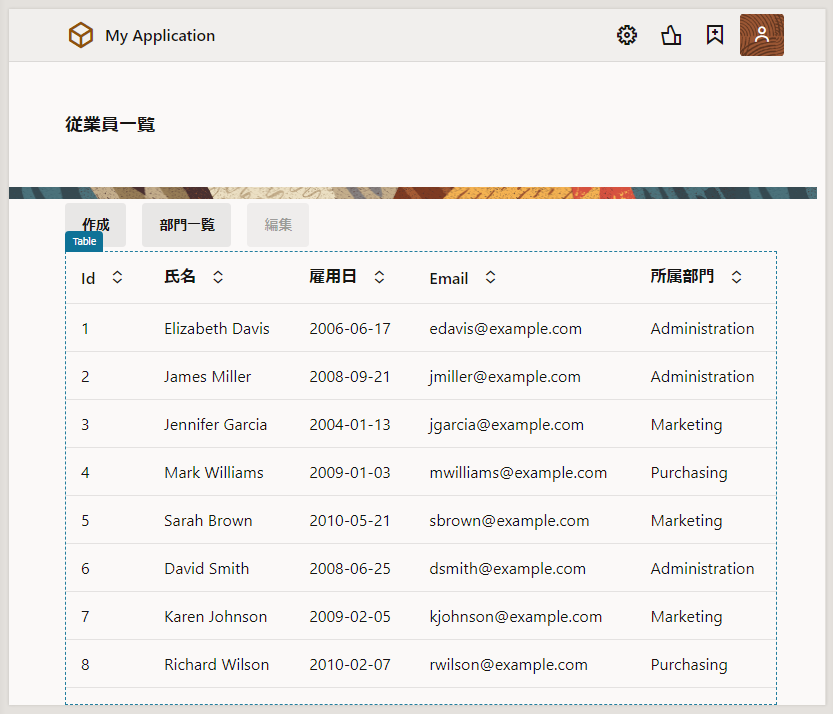 My Application
従業員一覧
作成 部門一覧 編集
Table
Id 氏名 雇用日 Email 所属部門
1 Elizabeth Davis 2006-06-17 edavis@example.com Administration
2 James Miller 2008-09-21 jmiller@example.com Administration
3 Jennifer Garcia 2004-01-13 jgarcia@example.com Marketing
4 Mark Williams 2009-01-03 mwilliams@example.com Purchasing
5 Sarah Brown 2010-05-21 sbrown@example.com Marketing
6 David Smith 2008-06-25 dsmith@example.com Administration
7 Karen Johnson 2009-02-05 kjohnson@example.com Marketing
8 Richard Wilson 2010-02-07 rwilson@example.com Purchasing